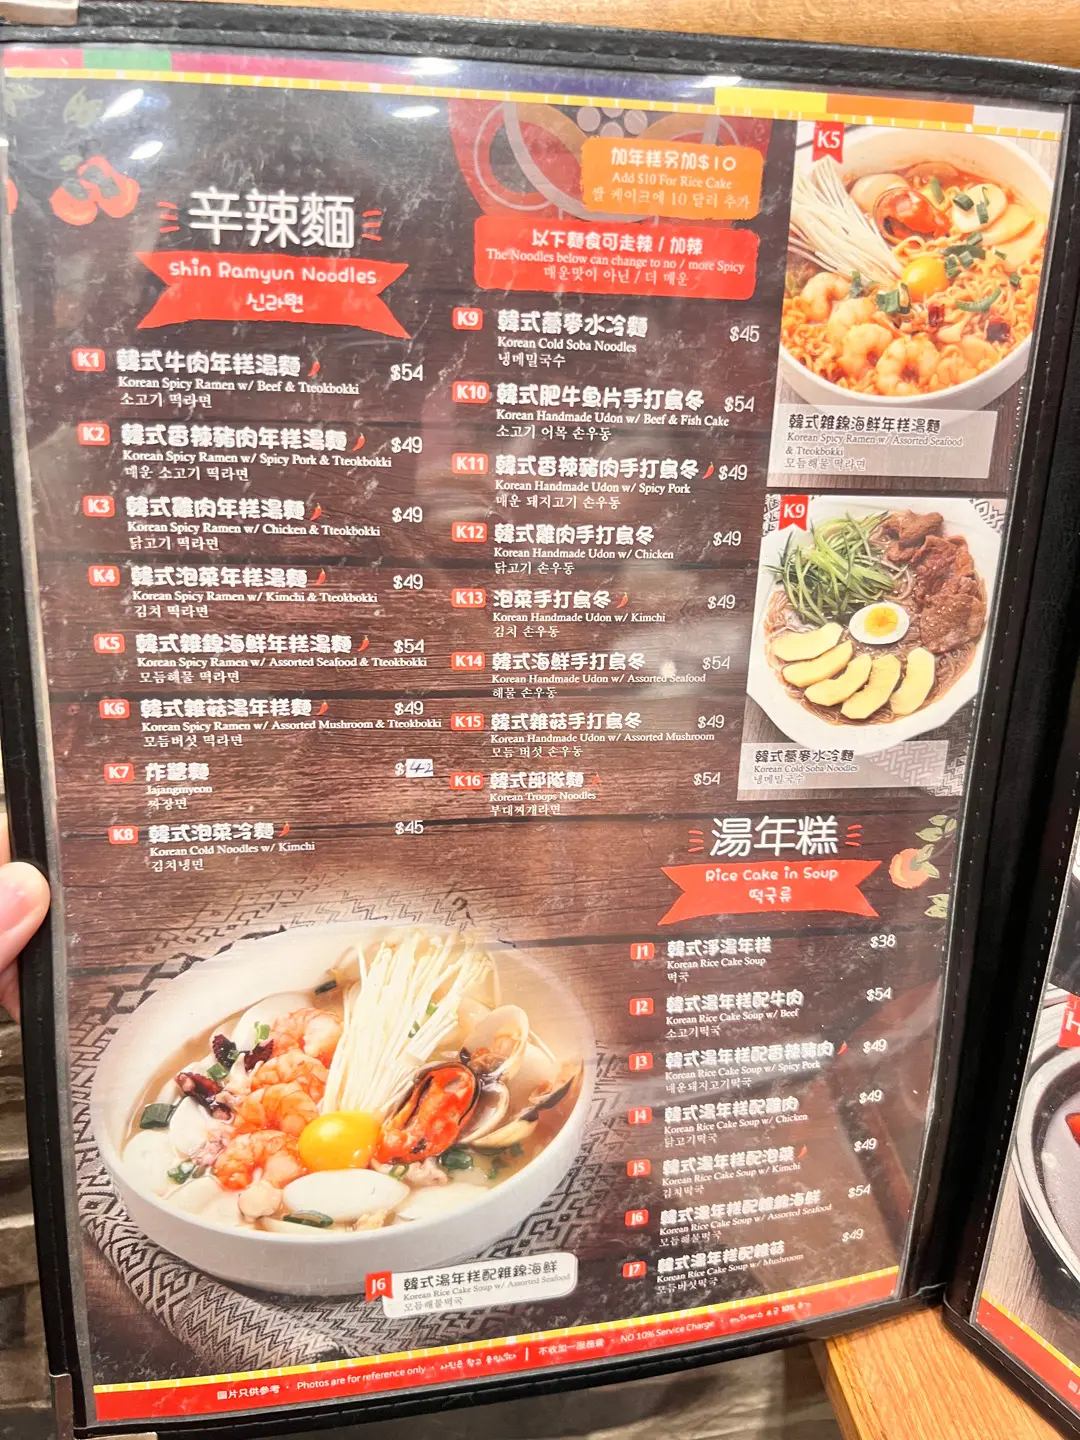 辛辣麵
Shin Ramyun Noodles
신라면
K1 韓式牛肉年糕湯麵 $54
Korean Spicy Ramen w/ Beef & Tteokbokki
소고기 떡라면
K2 韓式香辣豬肉年糕湯麵 $49
Korean Spicy Ramen w/ Spicy Pork & Tteokbokki
매운 소고기 떡라면
K3 韓式雞肉年糕湯麵 $49
Korean Spicy Ramen w/ Chicken & Tteokbokki
닭고기 떡라면
K4 韓式泡菜年糕湯麵 $49
Korean Spicy Ramen w/ Kimchi & Tteokbokki
김치 떡라면
K5 韓式雜錦海鮮年糕湯麵 $54
Korean Spicy Ramen w/ Assorted Seafood & Tteokbokki
모듬해물 떡라면
K6 韓式雜菇湯年糕麵 $49
Korean Spicy Ramen w/ Assorted Mushroom & Tteokbokki
모듬버섯 떡라면
K7 炸醬麵 $42
Jajangmyeon
짜장면
K8 韓式泡菜冷麵 $45
Korean Cold Noodles w/ Kimchi
김치냉면
加年糕另加$10
Add $10 For Rice Cake
쌀 케이크에 10 달러 추가
以下麵食可走辣 / 加辣
The Noodles below can change to no / more Spicy
매운맛이 아닌 / 더 매운
K9 韓式蕎麥水冷麵 $45
Korean Cold Soba Noodles
냉메밀국수
K10 韓式肥牛魚片手打烏冬 $54
Korean Handmade Udon w/ Beef & Fish Cake
소고기 어묵 손우동
K11 韓式香辣豬肉手打烏冬 $49
Korean Handmade Udon w/ Spicy Pork
매운 돼지고기 손우동
K12 韓式雞肉手打烏冬 $49
Korean Handmade Udon w/ Chicken
닭고기 손우동
K13 泡菜手打烏冬 $49
Korean Handmade Udon w/ Kimchi
김치 손우동
K14 韓式海鮮手打烏冬 $54
Korean Handmade Udon w/ Assorted Seafood
해물 손우동
K15 韓式雜菇手打烏冬 $49
Korean Handmade Udon w/ Assorted Mushroom
모듬 버섯 손우동
K16 韓式部隊麵 $54
Korean Troops Noodles
부대찌개라면
K5
韓式雜錦海鮮年糕湯麵
Korean Spicy Ramen w/ Assorted Seafood
& Tteokbokki
모듬해물 떡라면
K9
韓式蕎麥水冷麵
Korean Cold Soba Noodles
냉메밀국수
湯年糕
Rice Cake in Soup
떡국류
J1 韓式淨湯年糕 $38
Korean Rice Cake Soup
떡국
J2 韓式湯年糕配牛肉 $54
Korean Rice Cake Soup w/ Beef
소고기떡국
J3 韓式湯年糕配香辣豬肉 $49
Korean Rice Cake Soup w/ Spicy Pork
매운돼지고기떡국
J4 韓式湯年糕配雞肉 $49
Korean Rice Cake Soup w/ Chicken
닭고기떡국
J5 韓式湯年糕配泡菜 $49
Korean Rice Cake Soup w/ Kimchi
김치떡국
J6 韓式湯年糕配雜錦海鮮 $54
Korean Rice Cake Soup w/ Assorted Seafood
모듬해물떡국
J7 韓式湯年糕配雜菇 $49
Korean Rice Cake Soup w/ Mushroom
모듬버섯떡국
J6
韓式湯年糕配雜錦海鮮
Korean Rice Cake Soup w/ Assorted Seafood
모듬해물떡국
圖片只供參考 · Photos are for reference only · 사진은 참고 용입니다 | 不收加一服務費 · NO 10% Service Charge